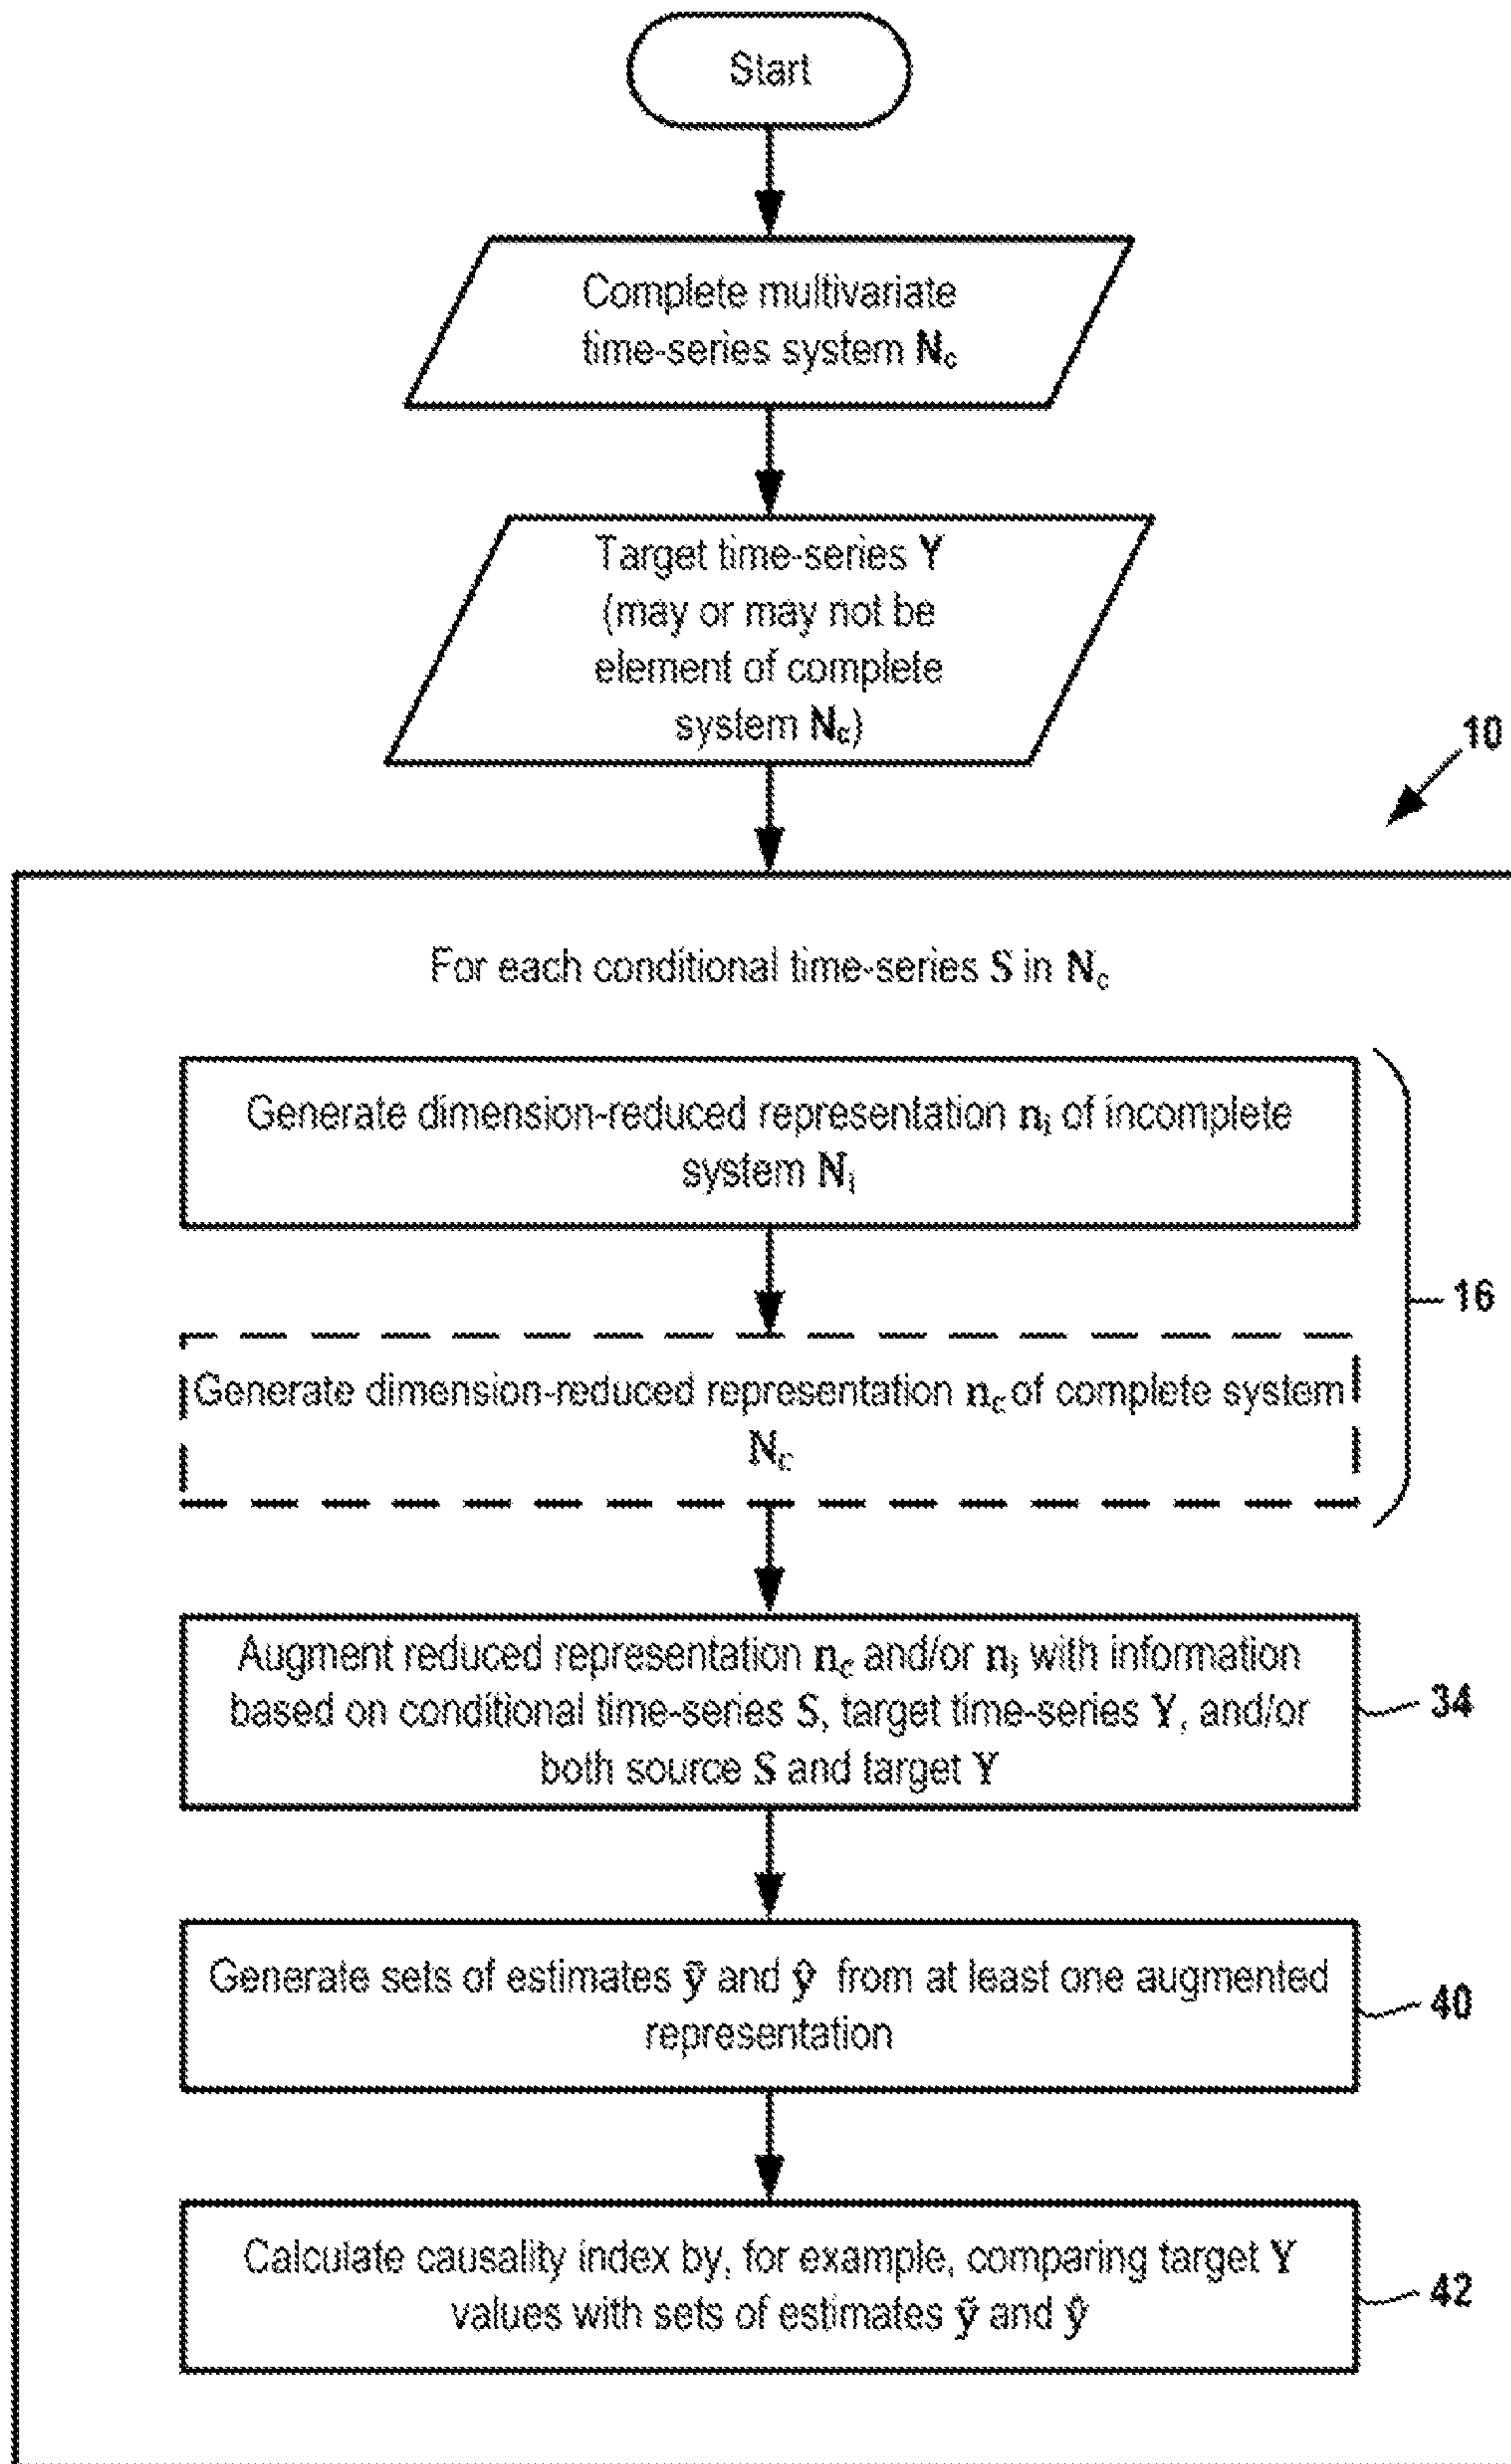 Start
Complete multivariate
time-series system Nc
Target time-series Y
(may or may not be
element of complete
system Nc)
10
For each conditional time-series S in Nc
Generate dimension-reduced representation ni of incomplete
system Ni
Generate dimension-reduced representation nc of complete system
Nc
16
Augment reduced representation nc and/or ni with information
based on conditional time-series S, target time-series Y, and/or
both source S and target Y
34
Generate sets of estimates ỹ and ŷ from at least one augmented
representation
40
Calculate causality index by, for example, comparing target Y
values with sets of estimates ỹ and ŷ
42